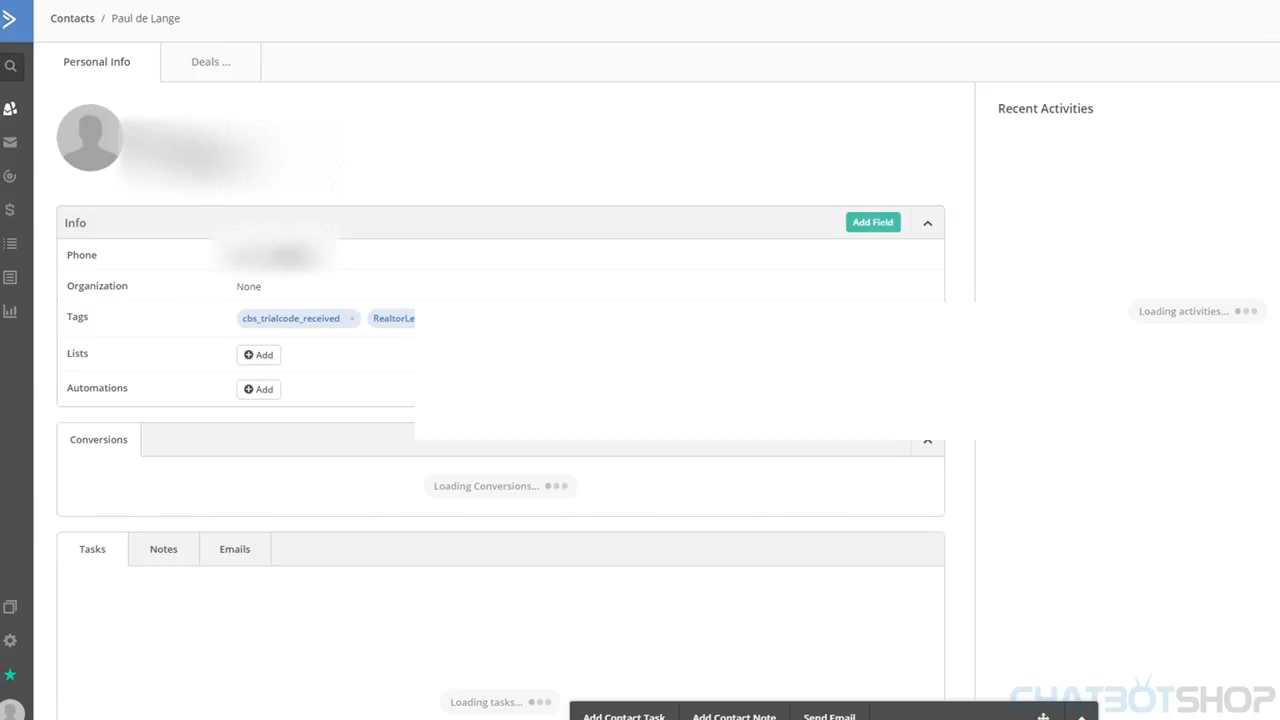 Contacts / Paul de Lange
Personal Info
Deals ...
Recent Activities
Info
Add Field
Phone
Organization
None
Tags
cbs_trialcode_received
RealtorLe
Loading activities...
Lists
Add
Automations
Add
Conversions
Loading Conversions...
Tasks
Notes
Emails
Loading tasks...
Add Contact Task
Add Contact Note
Send Email
CHATBOTSHOP